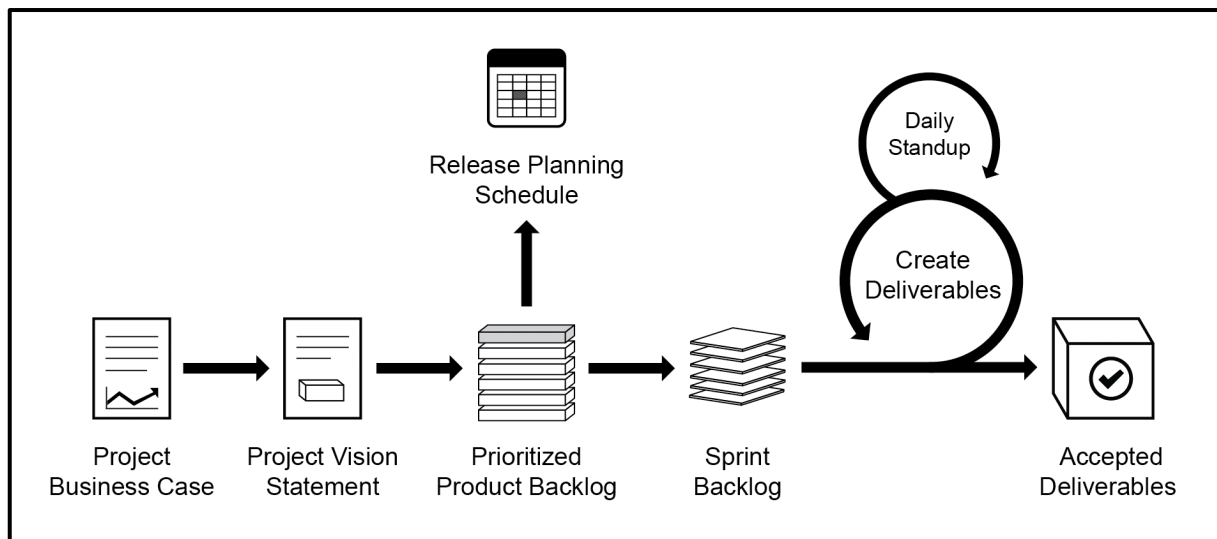 Release Planning
Schedule
Daily
Standup
Create
Deliverables
Project
Business Case
Project Vision
Statement
Prioritized
Product Backlog
Sprint
Backlog
Accepted
Deliverables